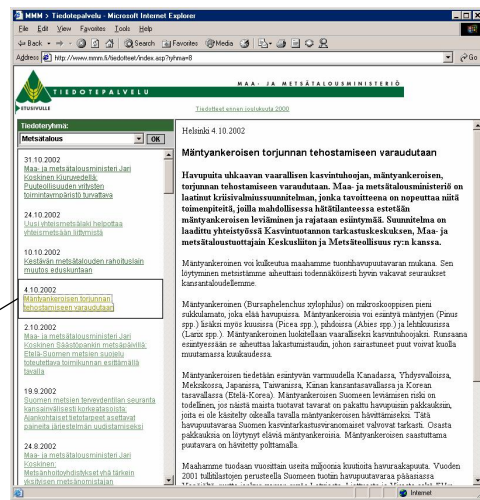 MMM > Tiedotepalvelu - Microsoft Internet Explorer
File Edit View Favorites Tools Help
Back Search Favorites Media
Address http://www.mmm.fi/tiedotteet/index.asp?ryhma=8 Go
MAA- JA METSÄTALOUSMINISTERIÖ
TIEDOTEPALVELU
ETUSIVULLE
Tiedotteet ennen joulukuuta 2000
Tiedoteryhmä:
Metsätalous OK
31.10.2002
Maa- ja metsätalousministeri Jari
Koskinen Kiuruvedellä:
Puuteollisuuden yritysten
toimintaympäristö turvattava
24.10.2002
Uusi yhteismetsälaki helpottaa
yhteismetsään liittymistä
10.10.2002
Kestävän metsätalouden rahoituslain
muutos eduskuntaan
4.10.2002
Mäntyankeroisen torjunnan
tehostamiseen varaudutaan
2.10.2002
Maa- ja metsätalousministeri Jari
Koskinen Säästöpankin metsäpäivillä:
Etelä-Suomen metsien suojelu
toteutettava toimikunnan esittämällä
tavalla
19.9.2002
Suomen metsien terveydentilan seuranta
kansainvälisesti korkeatasoista:
Ajankohtaiset tietotarpeet asettavat
paineita järjestelmän uudistamiseksi
24.8.2002
Maa- ja metsätalousministeri Jari
Koskinen:
Metsänhoitoyhdistykset yhä tärkein
yksityisen metsänomistajan
Helsinki 4.10.2002
Mäntyankeroisen torjunnan tehostamiseen varaudutaan
Havupuita uhkaavan vaarallisen kasvintuhoojan, mäntyankeroisen,
torjunnan tehostamiseen varaudutaan. Maa- ja metsätalousministeriö on
laatinut kriisivalmiussuunnitelman, jonka tavoitteena on nopeuttaa niitä
toimenpiteitä, joilla mahdollisessa hätätilanteessa estetään
mäntyankeroisen leviäminen ja rajataan esiintymää. Suunnitelma on
laadittu yhteistyössä Kasvintuotannon tarkastuskeskuksen, Maa- ja
metsätaloustuottajain Keskusliiton ja Metsäteollisuus ry:n kanssa.
Mäntyankeroinen voi kulkeutua maahamme tuontihavupuutavaran mukana. Sen
löytyminen metsistämme aiheuttaisi todennäköisesti hyvin vakavat seuraukset
kansantaloudellemme.
Mäntyankeroinen (Bursaphelenchus xylophilus) on mikroskooppisen pieni
sukkulamato, joka elää havupuissa. Mäntyankeroisia voi esiintyä mäntyjen (Pinus
spp.) lisäksi myös kuusissa (Picea spp.), pihdoissa (Abies spp.) ja lehtikuusissa
(Larix spp.). Mäntyankeroinen luokitellaan vaaralliseksi kasvintuhoojaksi. Runsaana
esiintyessään se aiheuttaa lakastumistaudin, johon sairastuneet puut voivat kuolla
muutamassa kuukaudessa.
Mäntyankeroisen tiedetään esiintyvän varmuudella Kanadassa, Yhdysvalloissa,
Meksikossa, Japanissa, Taiwanissa, Kiinan kansantasavallassa ja Korean
tasavallassa (Etelä-Korea). Mäntyankeroisen Suomeen leviämisen riski on
todellinen, jos näistä maista tuotavat tavarat on pakattu havupuisiin pakkauksiin,
joita ei ole käsitelty oikealla tavalla mäntyankeroisen hävittämiseksi. Tätä
havupuutavaraa Suomen kasvintarkastusviranomaiset valvovat tarkasti. Osasta
pakkauksia on löytynyt eläviä mäntyankeroisia. Mäntyankeroisen saastuttama
puutavara on hävitetty polttamalla.
Maahamme tuodaan vuosittain useita miljoonia kuutioita havuraakapuuta. Vuoden
2001 tullitilastojen perusteella Suomeen tuotiin havupuutavaraa pääasiassa
Internet